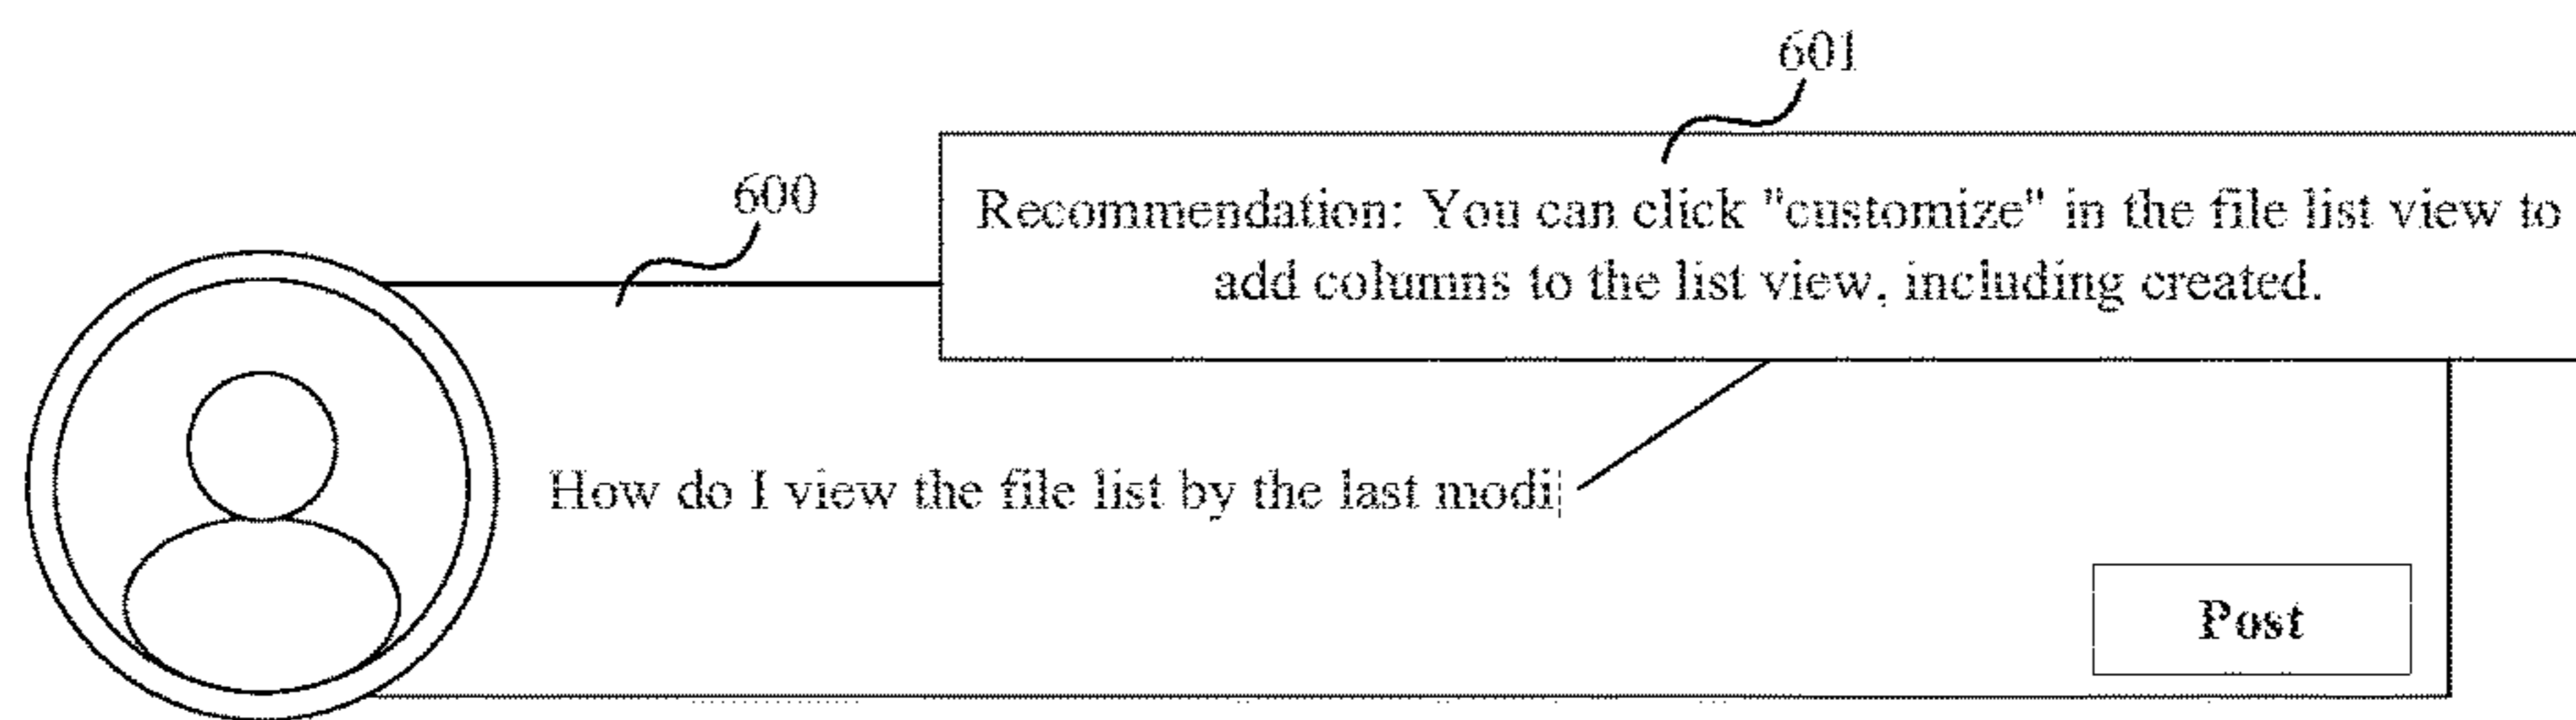 601
600
Recommendation: You can click "customize" in the file list view to
add columns to the list view, including created.
How do I view the file list by the last modi
Post